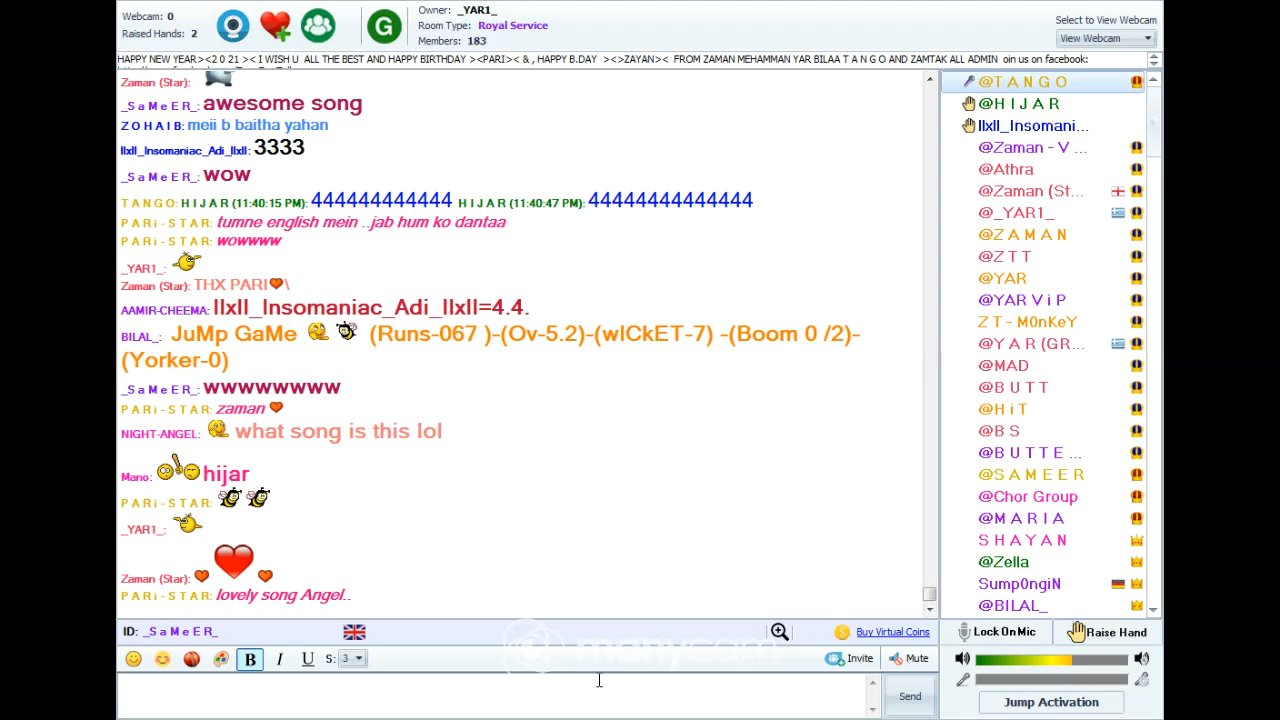 Webcam: 0
Raised Hands: 2
G
Owner: _YAR1_
Room Type: Royal Service
Members: 183
Select to View Webcam
View Webcam
HAPPY NEW YEAR><2 0 21 >< I WISH U ALL THE BEST AND HAPPY BIRTHDAY ><PARI>< & , HAPPY B.DAY <><ZAYAN>< FROM ZAMAN MEHAMMAN YAR BILAA T A N G O AND ZAMTAK ALL ADMIN oin us on facebook:
Zaman (Star):
_S a M e E R_: awesome song
Z O H A I B: meii b baitha yahan
llxll_Insomaniac_Adi_llxll: 3333
_S a M e E R_: wow
T A N G O: H I J A R (11:40:15 PM): 444444444444 H I J A R (11:40:47 PM): 44444444444444
P A R i - S T A R: tumne english mein ..jab hum ko dantaa
P A R i - S T A R: wowwww
_YAR1_:
Zaman (Star): THX PARI \
AAMIR-CHEEMA: llxll_Insomaniac_Adi_llxll=4.4.
BILAL_: JuMp GaMe (Runs-067 )-(Ov-5.2)-(wICkET-7) -(Boom 0 /2)-
(Yorker-0)
_S a M e E R_: wwwwwwww
P A R i - S T A R: zaman
NIGHT-ANGEL: what song is this lol
Mano: hijar
P A R i - S T A R:
_YAR1_:
Zaman (Star):
P A R i - S T A R: lovely song Angel..
@T A N G O
@H I J A R
llxll_Insomani...
@Zaman - V ...
@Athra
@Zaman (St...
@_YAR1_
@Z A M A N
@Z T T
@YAR
@YAR V i P
Z T - M0nKeY
@Y A R (GR...
@MAD
@B U T T
@H i T
@B S
@B U T T E ...
@S A M E E R
@Chor Group
@M A R I A
S H A Y A N
@Zella
Sump0ngiN
@BILAL_
ID: _S a M e E R_
Buy Virtual Coins
Lock On Mic
Raise Hand
manycam
B I U S: 3
Invite
Mute
Send
Jump Activation